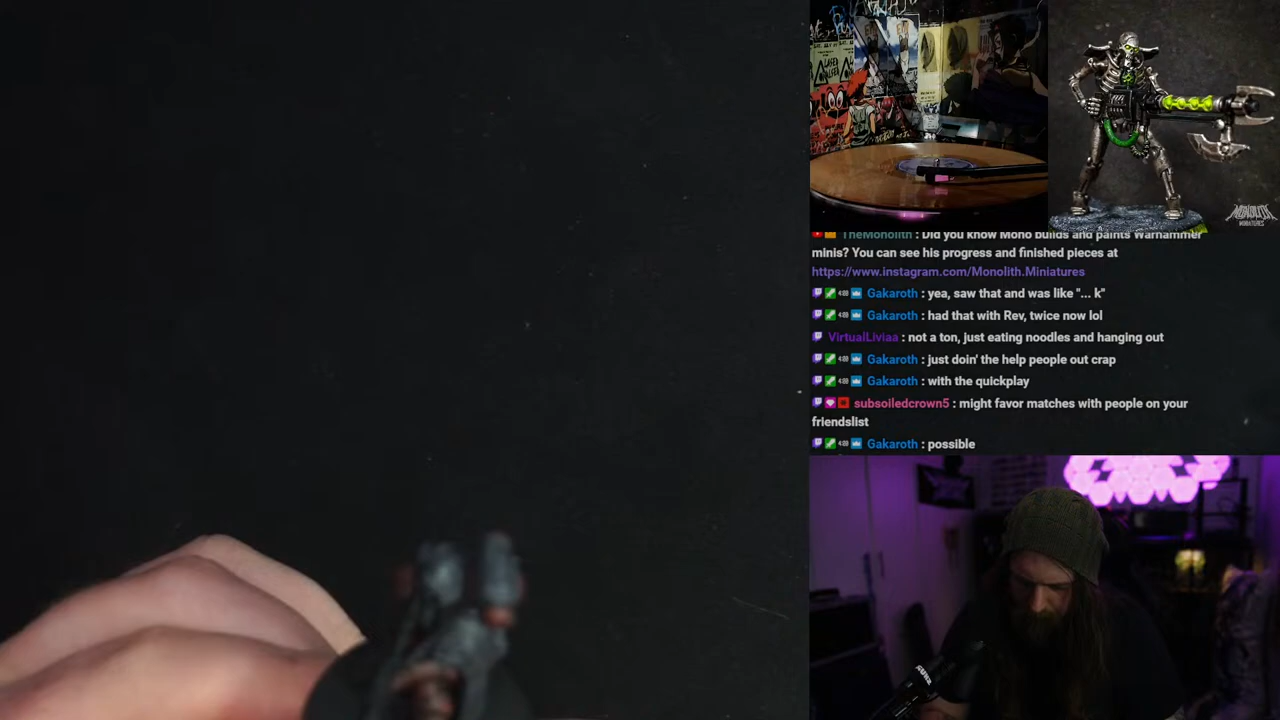 MONOLITH
MINIATURES
TheMonolith : Did you know Mono builds and paints Warhammer
minis? You can see his progress and finished pieces at
https://www.instagram.com/Monolith.Miniatures
Gakaroth : yea, saw that and was like "... k"
Gakaroth : had that with Rev, twice now lol
VirtualLiviaa : not a ton, just eating noodles and hanging out
Gakaroth : just doin' the help people out crap
Gakaroth : with the quickplay
subsoiledcrown5 : might favor matches with people on your
friendslist
Gakaroth : possible